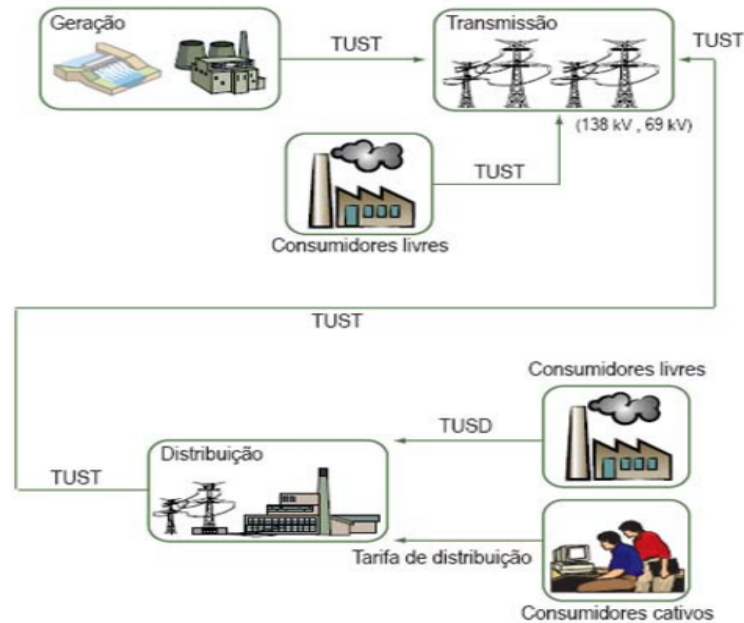 Geração
TUST
Transmissão
TUST
(138 kV , 69 kV)
TUST
Consumidores livres
TUST
Consumidores livres
TUSD
Distribuição
TUST
Tarifa de distribuição
Consumidores cativos